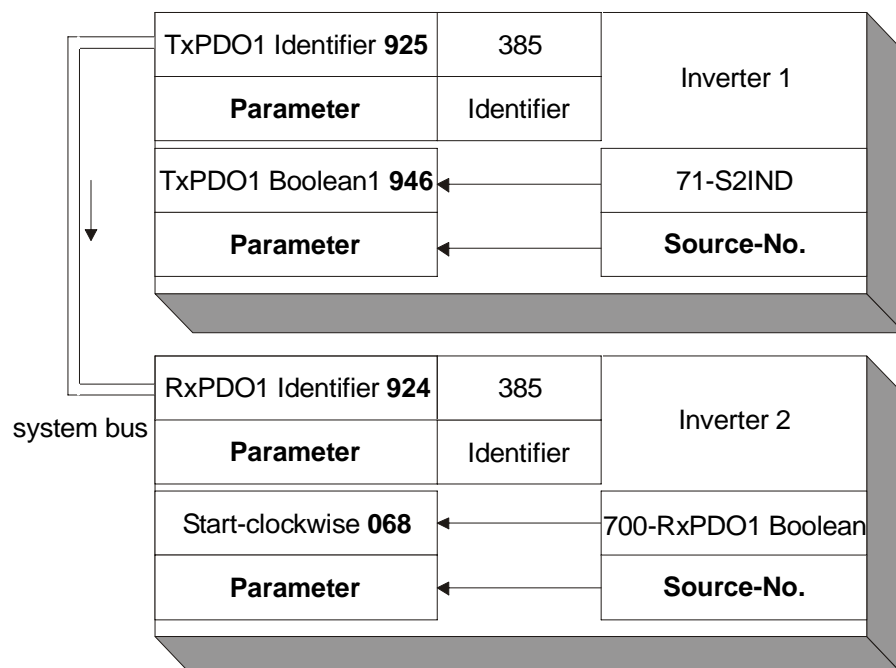 TxPDO1 Identifier 925
385
Inverter 1
Parameter
Identifier
TxPDO1 Boolean1 946
71-S2IND
Parameter
Source-No.
RxPDO1 Identifier 924
385
Inverter 2
system bus
Parameter
Identifier
Start-clockwise 068
700-RxPDO1 Boolean
Parameter
Source-No.